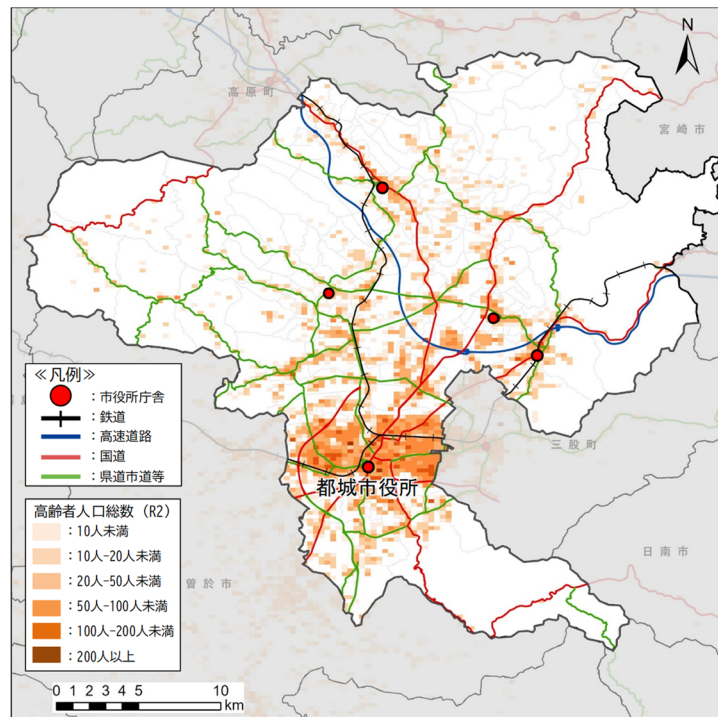 N
高原町
宮崎市
≪凡例≫
：市役所庁舎
：鉄道
：高速道路
：国道
：県道市道等
三股町
都城市役所
高齢者人口総数（R2）
：10人未満
：10人-20人未満
：20人-50人未満
：50人-100人未満
：100人-200人未満
：200人以上
曽於市
日南市
0 1 2 3 4 5 10
km